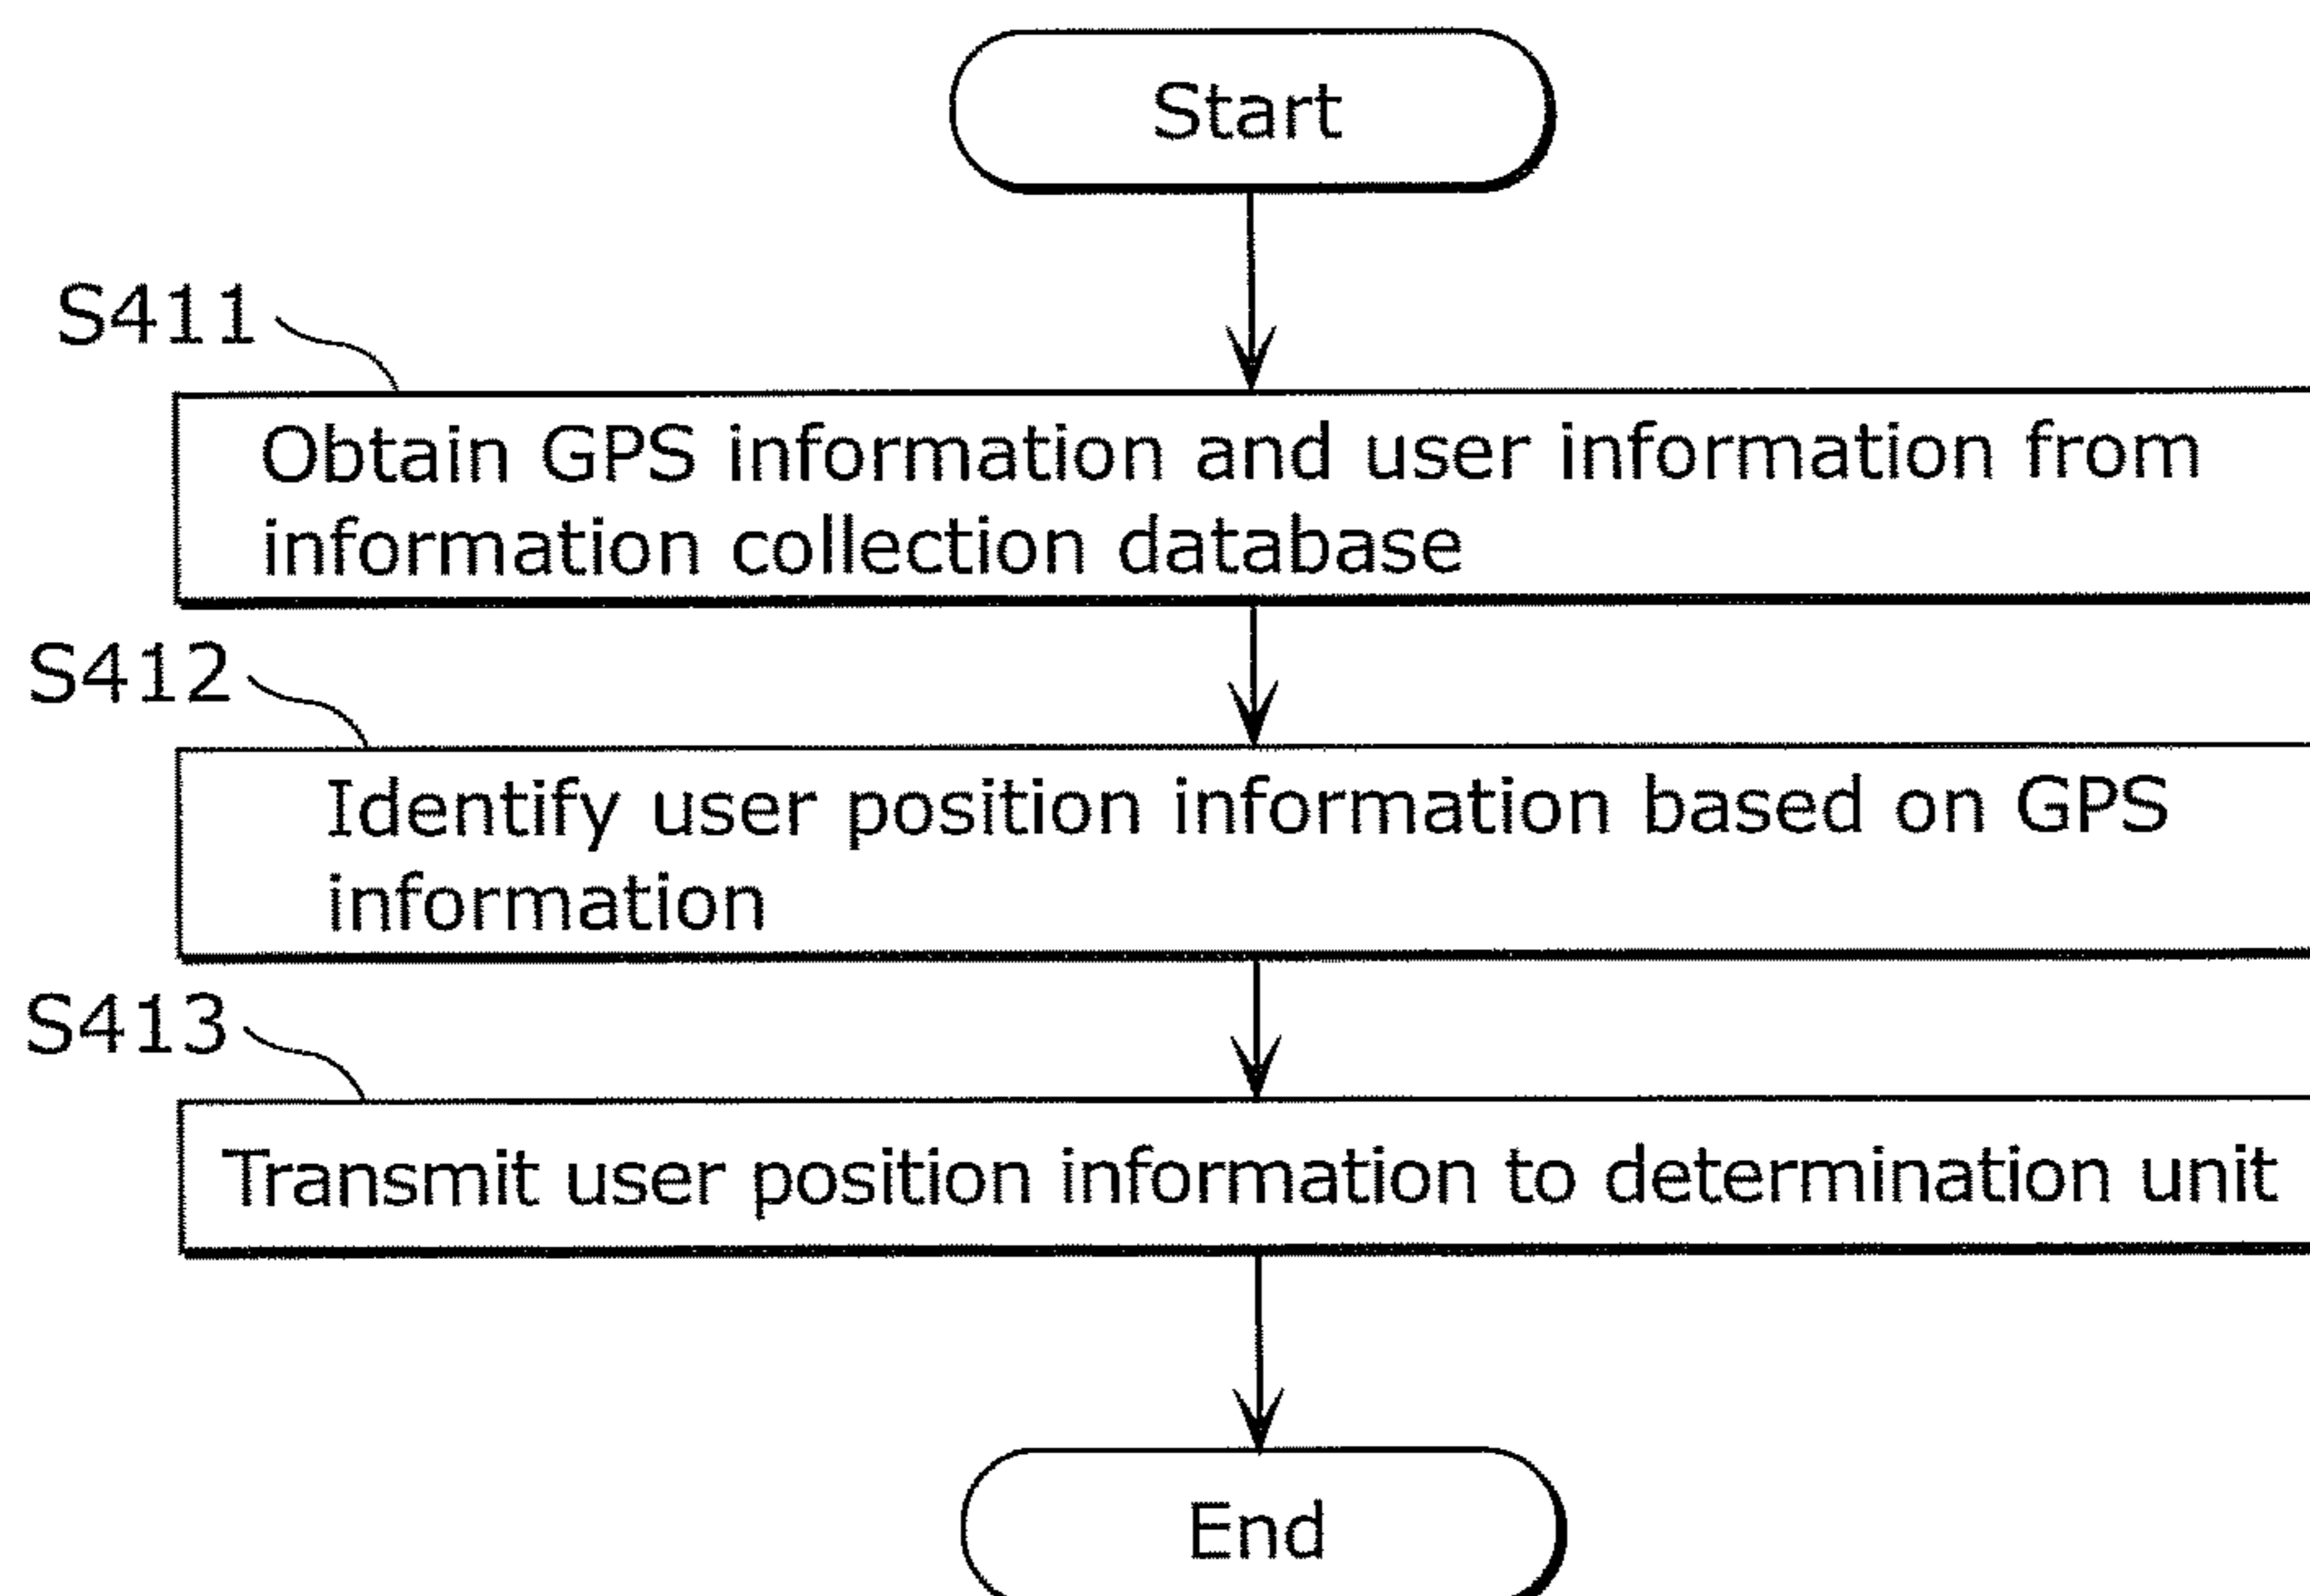 Start
S411
Obtain GPS information and user information from
information collection database
S412
Identify user position information based on GPS
information
S413
Transmit user position information to determination unit
End